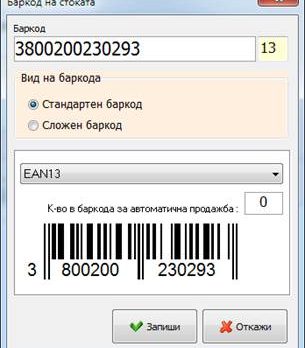 Баркод на стоката
Баркод
3800200230293 13
Вид на баркода
Стандартен баркод
Сложен баркод
EAN13
К-во в баркода за автоматична продажба : 0
3 800200 230293
Запиши Откажи